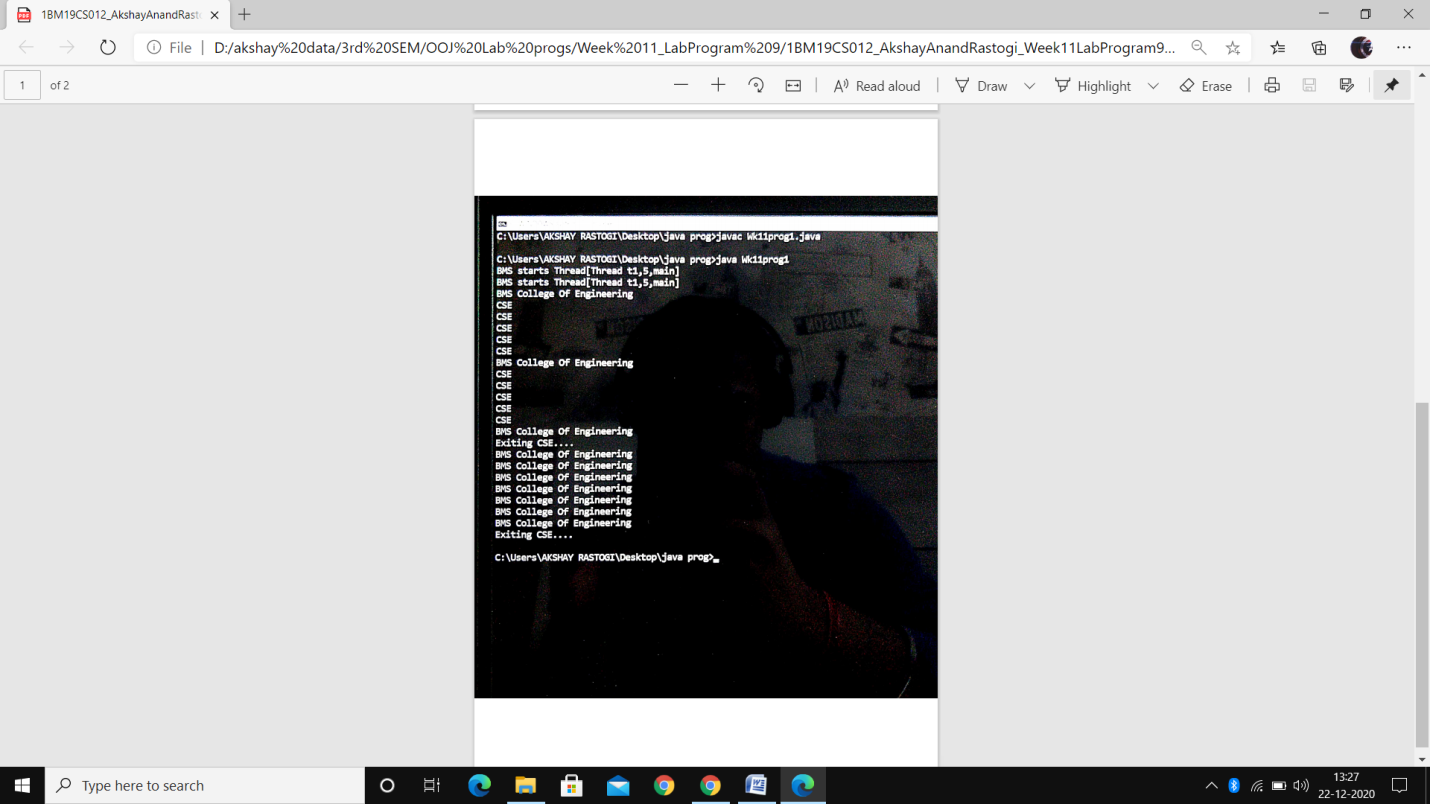 1BM19CS012_AkshayAnandRast
File
D:/akshay%20data/3rd%20SEM/OOJ%20Lab%20progs/Week%2011_LabProgram%209/1BM19CS012_AkshayAnandRastogi_Week11LabProgram9...
1 of 2
Read aloud
Draw
Highlight
Erase
C:\Users\AKSHAY RASTOGI\Desktop\java prog>javac Wk11prog1.java
C:\Users\AKSHAY RASTOGI\Desktop\java prog>java Wk11prog1
BMS starts Thread[Thread t1,5,main]
BMS starts Thread[Thread t1,5,main]
BMS College Of Engineering
CSE
CSE
CSE
CSE
CSE
BMS College Of Engineering
CSE
CSE
CSE
CSE
CSE
BMS College Of Engineering
Exiting CSE....
BMS College Of Engineering
BMS College Of Engineering
BMS College Of Engineering
BMS College Of Engineering
BMS College Of Engineering
BMS College Of Engineering
BMS College Of Engineering
Exiting CSE....
C:\Users\AKSHAY RASTOGI\Desktop\java prog>_
MADISON
Type here to search
13:27
22-12-2020